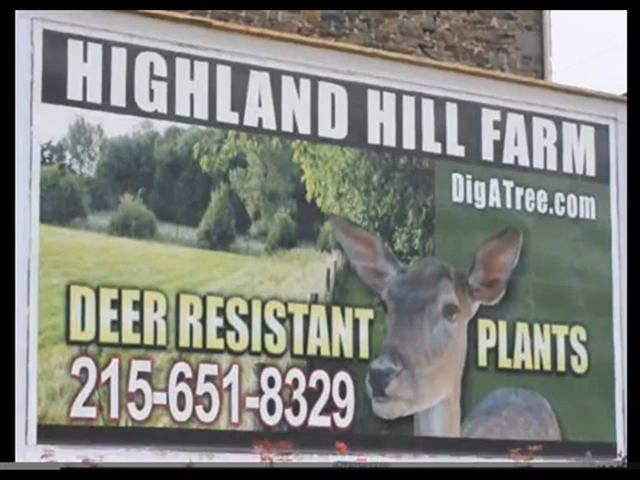 HIGHLAND HILL FARM
DigATree.com
DEER RESISTANT PLANTS
215-651-8329